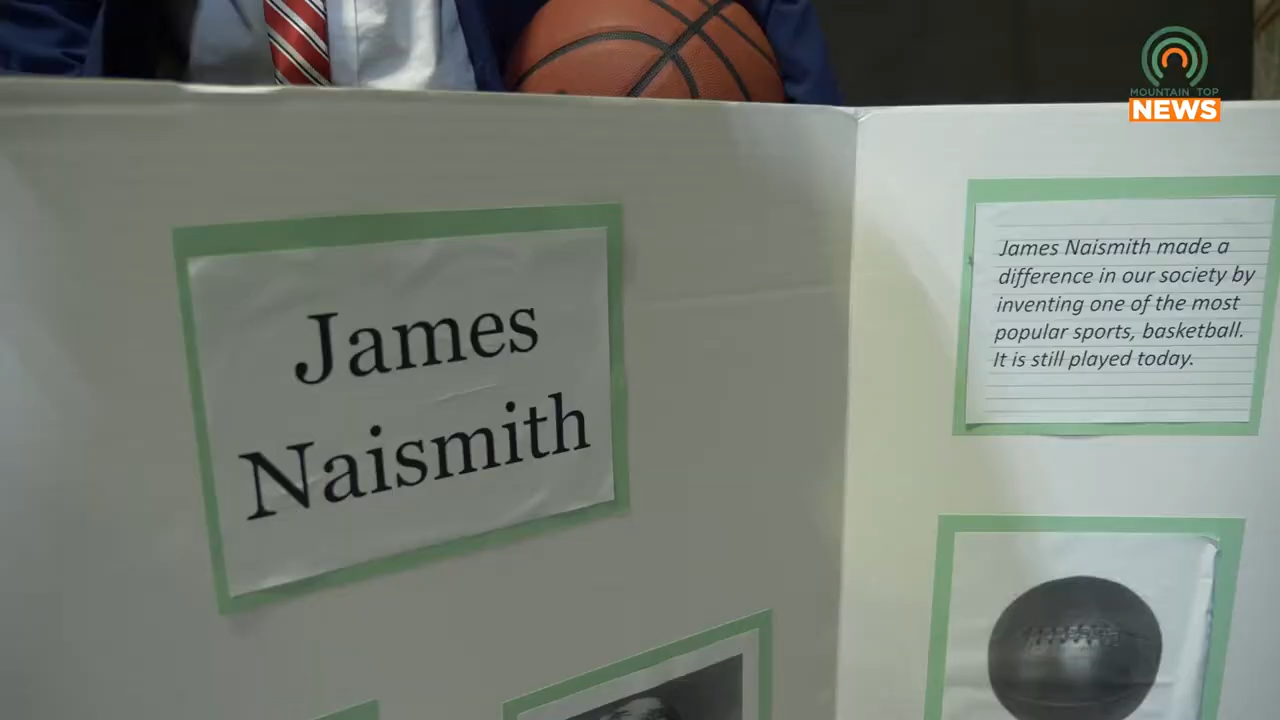 MOUNTAIN TOP
NEWS
James
Naismith
James Naismith made a
difference in our society by
inventing one of the most
popular sports, basketball.
It is still played today.